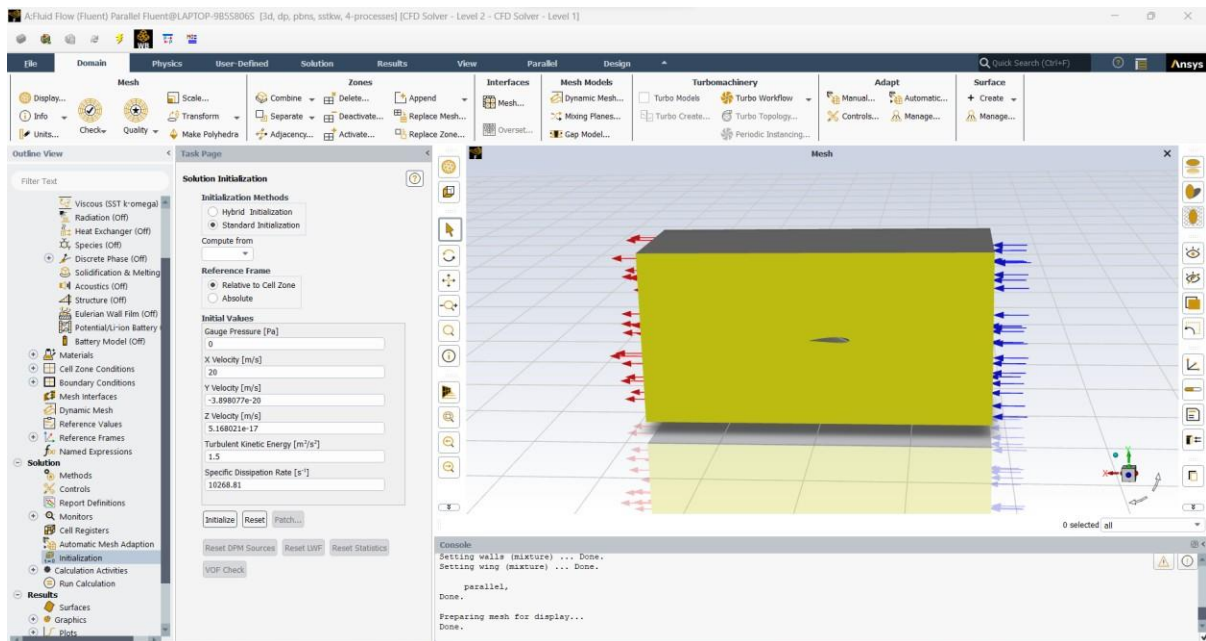 A:Fluid Flow (Fluent) Parallel Fluent@LAPTOP-9B5S806S [3d, dp, pbns, sstkw, 4-processes] [CFD Solver - Level 2 - CFD Solver - Level 1]
File Domain Physics User-Defined Solution Results View Parallel Design Quick Search (Ctrl+F) Ansys
Mesh Zones Interfaces Mesh Models Turbomachinery Adapt Surface
Display... Scale... Combine Delete... Append Mesh... Dynamic Mesh... Turbo Models Turbo Workflow Manual... Automatic... + Create
Info Transform Separate Deactivate... Replace Mesh... Mixing Planes... Turbo Create... Turbo Topology... Controls... Manage... Manage...
Units... Check Quality Make Polyhedra Adjacency... Activate... Replace Zone... Overset... Gap Model... Periodic Instancing...
Outline View
Filter Text
Viscous (SST k-omega)
Radiation (Off)
Heat Exchanger (Off)
Species (Off)
Discrete Phase (Off)
Solidification & Melting
Acoustics (Off)
Structure (Off)
Eulerian Wall Film (Off)
Potential/Li-ion Battery
Battery Model (Off)
Materials
Cell Zone Conditions
Boundary Conditions
Mesh Interfaces
Dynamic Mesh
Reference Values
Reference Frames
Named Expressions
Solution
Methods
Controls
Report Definitions
Monitors
Cell Registers
Automatic Mesh Adaption
Initialization
Calculation Activities
Run Calculation
Results
Surfaces
Graphics
Plots
Task Page
Solution Initialization
Initialization Methods
Hybrid Initialization
Standard Initialization
Compute from
Reference Frame
Relative to Cell Zone
Absolute
Initial Values
Gauge Pressure [Pa]
0
X Velocity [m/s]
20
Y Velocity [m/s]
-3.898077e-20
Z Velocity [m/s]
5.168021e-17
Turbulent Kinetic Energy [m²/s²]
1.5
Specific Dissipation Rate [s⁻¹]
10268.81
Initialize Reset Patch...
Reset DPM Sources Reset LWF Reset Statistics
VOF Check
Mesh
0 selected all
Console
Setting walls (mixture) ... Done.
Setting wing (mixture) ... Done.
parallel,
Done.
Preparing mesh for display...
Done.